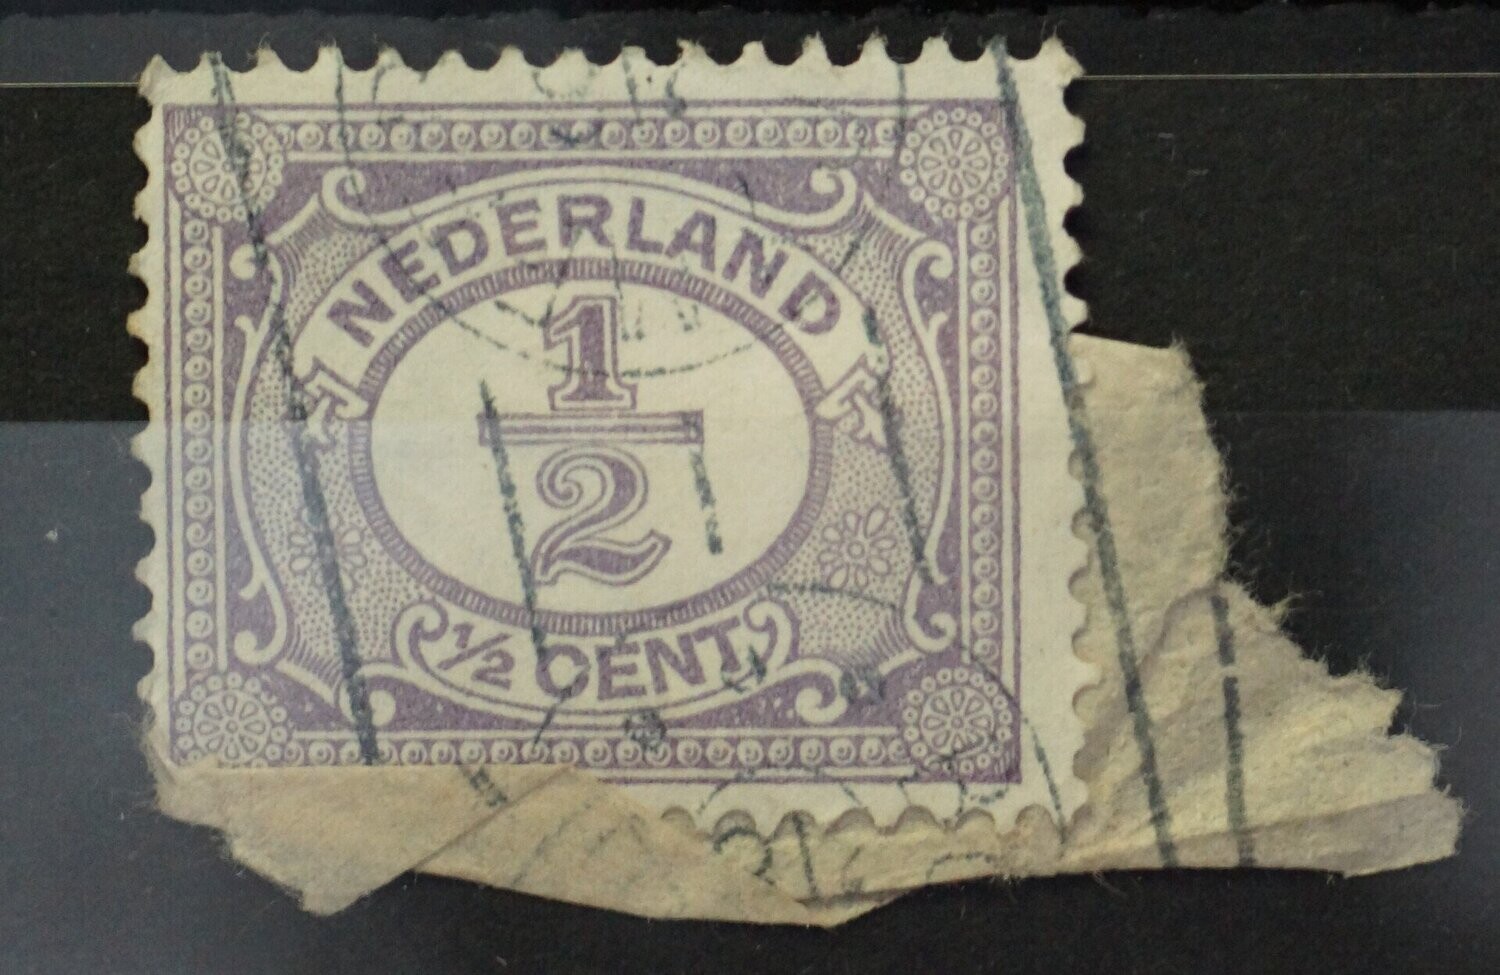 NEDERLAND
1/2
½ CENT